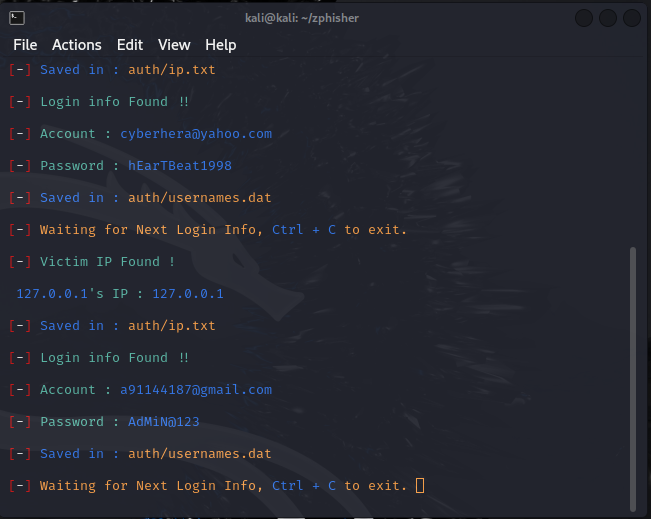 kali@kali: ~/zphisher
File Actions Edit View Help
[-] Saved in : auth/ip.txt
[-] Login info Found !!
[-] Account : cyberhera@yahoo.com
[-] Password : hEarTBeat1998
[-] Saved in : auth/usernames.dat
[-] Waiting for Next Login Info, Ctrl + C to exit.
[-] Victim IP Found !
127.0.0.1's IP : 127.0.0.1
[-] Saved in : auth/ip.txt
[-] Login info Found !!
[-] Account : a91144187@gmail.com
[-] Password : AdMiN@123
[-] Saved in : auth/usernames.dat
[-] Waiting for Next Login Info, Ctrl + C to exit.